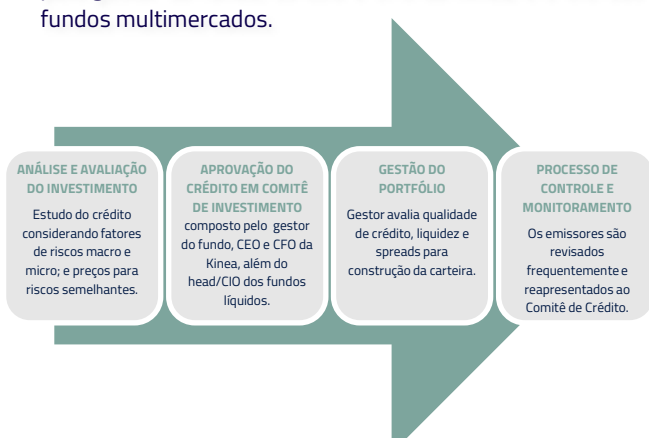 fundos multimercados.
ANÁLISE E AVALIAÇÃO
DO INVESTIMENTO
Estudo do crédito
considerando fatores
de riscos macro e
micro; e preços para
riscos semelhantes.
APROVAÇÃO DO
CRÉDITO EM COMITÊ
DE INVESTIMENTO
composto pelo gestor
do fundo, CEO e CFO da
Kinea, além do
head/CIO dos fundos
líquidos.
GESTÃO DO
PORTFÓLIO
Gestor avalia qualidade
de crédito, liquidez e
spreads para
construção da carteira.
PROCESSO DE
CONTROLE E
MONITORAMENTO
Os emissores são
revisados
frequentemente e
reapresentados ao
Comitê de Crédito.